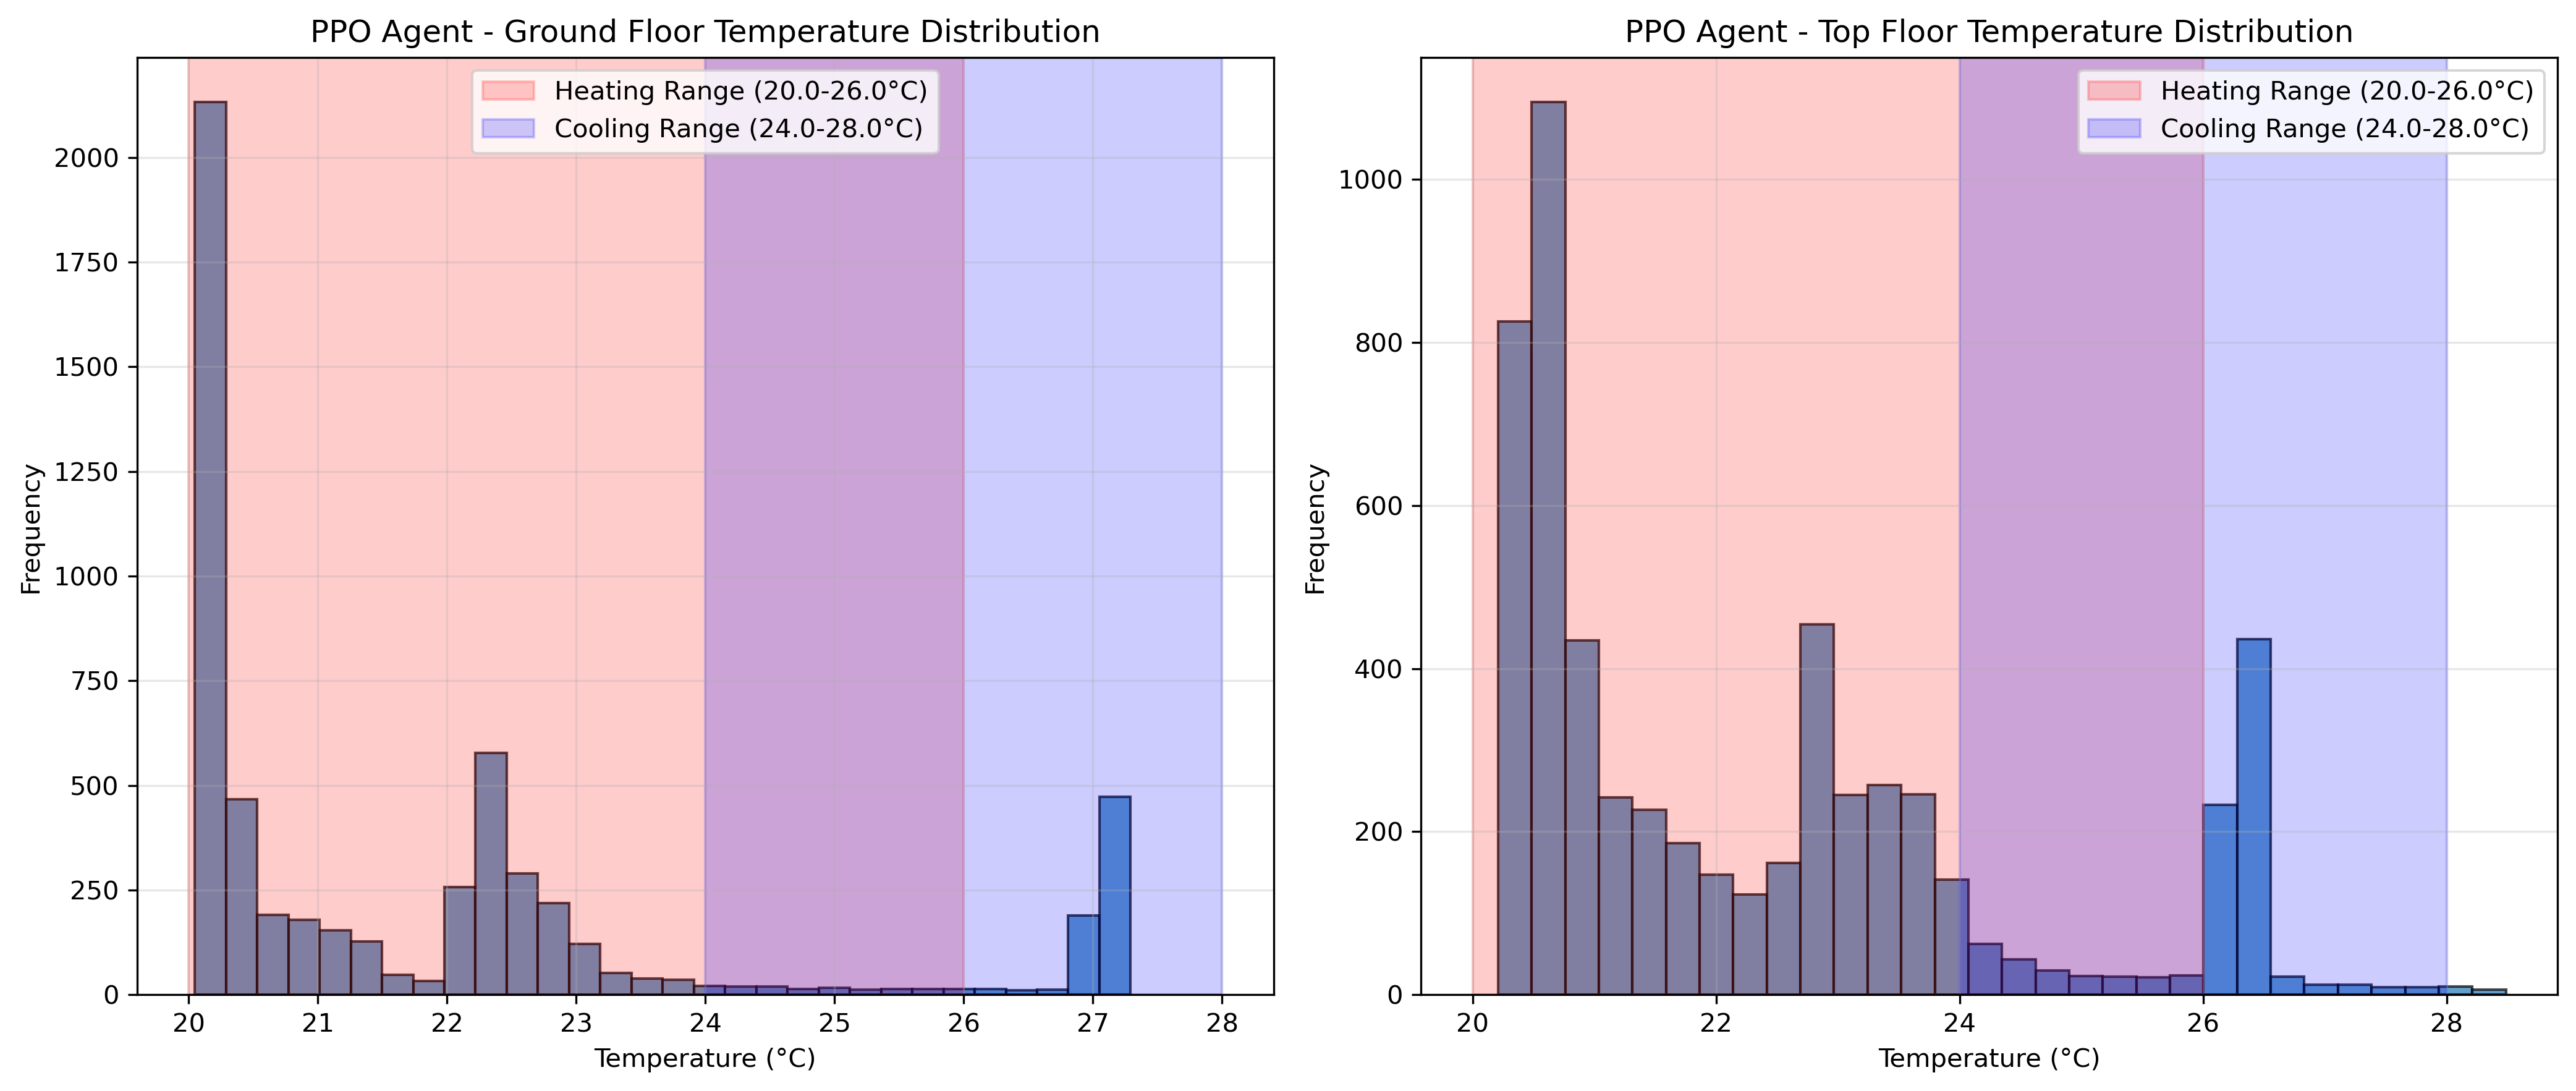 PPO Agent - Ground Floor Temperature Distribution
Heating Range (20.0-26.0°C)
Cooling Range (24.0-28.0°C)
Frequency
2000
1750
1500
1250
1000
750
500
250
0
20 21 22 23 24 25 26 27 28
Temperature (°C)
PPO Agent - Top Floor Temperature Distribution
Heating Range (20.0-26.0°C)
Cooling Range (24.0-28.0°C)
Frequency
1000
800
600
400
200
0
20 22 24 26 28
Temperature (°C)